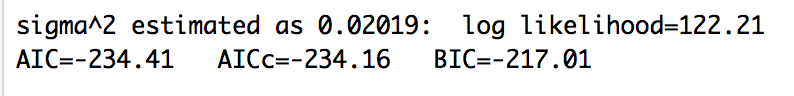 sigma^2 estimated as 0.02019:  log likelihood=122.21
AIC=-234.41   AICc=-234.16   BIC=-217.01